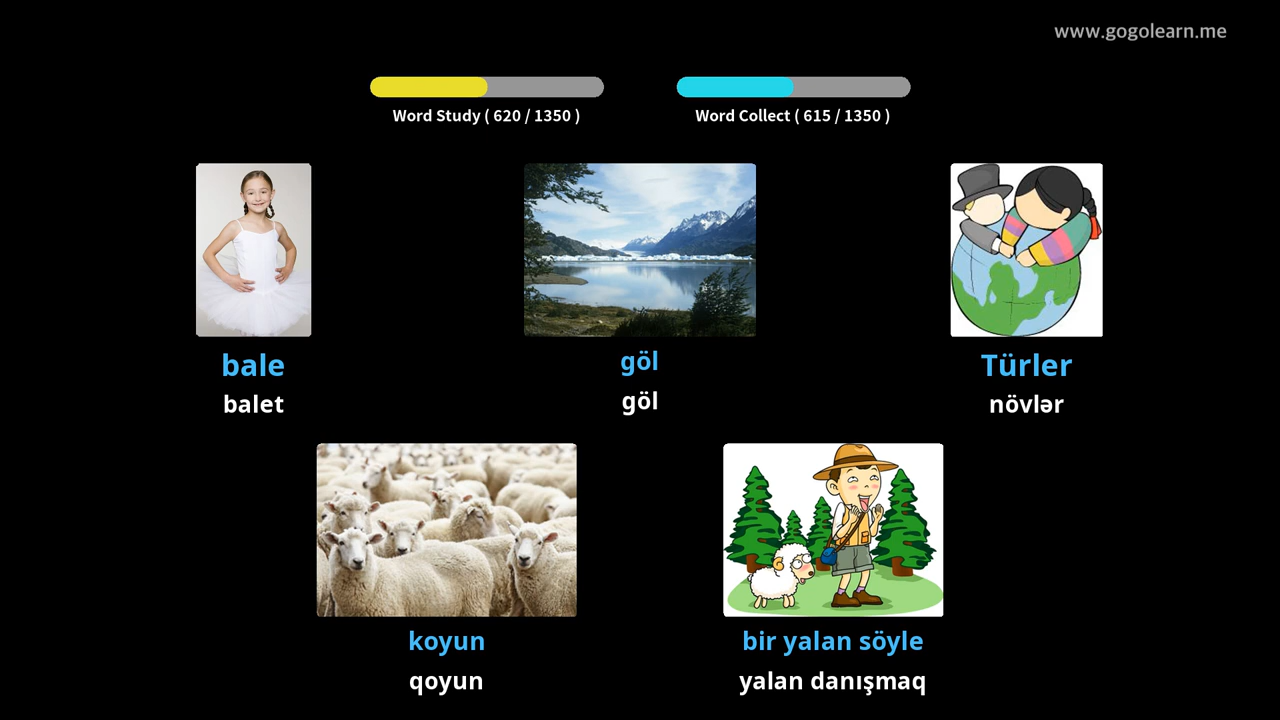 www.gogolearn.me
Word Study ( 620 / 1350 )
Word Collect ( 615 / 1350 )
bale
balet
göl
göl
Türler
növlər
koyun
qoyun
bir yalan söyle
yalan danışmaq